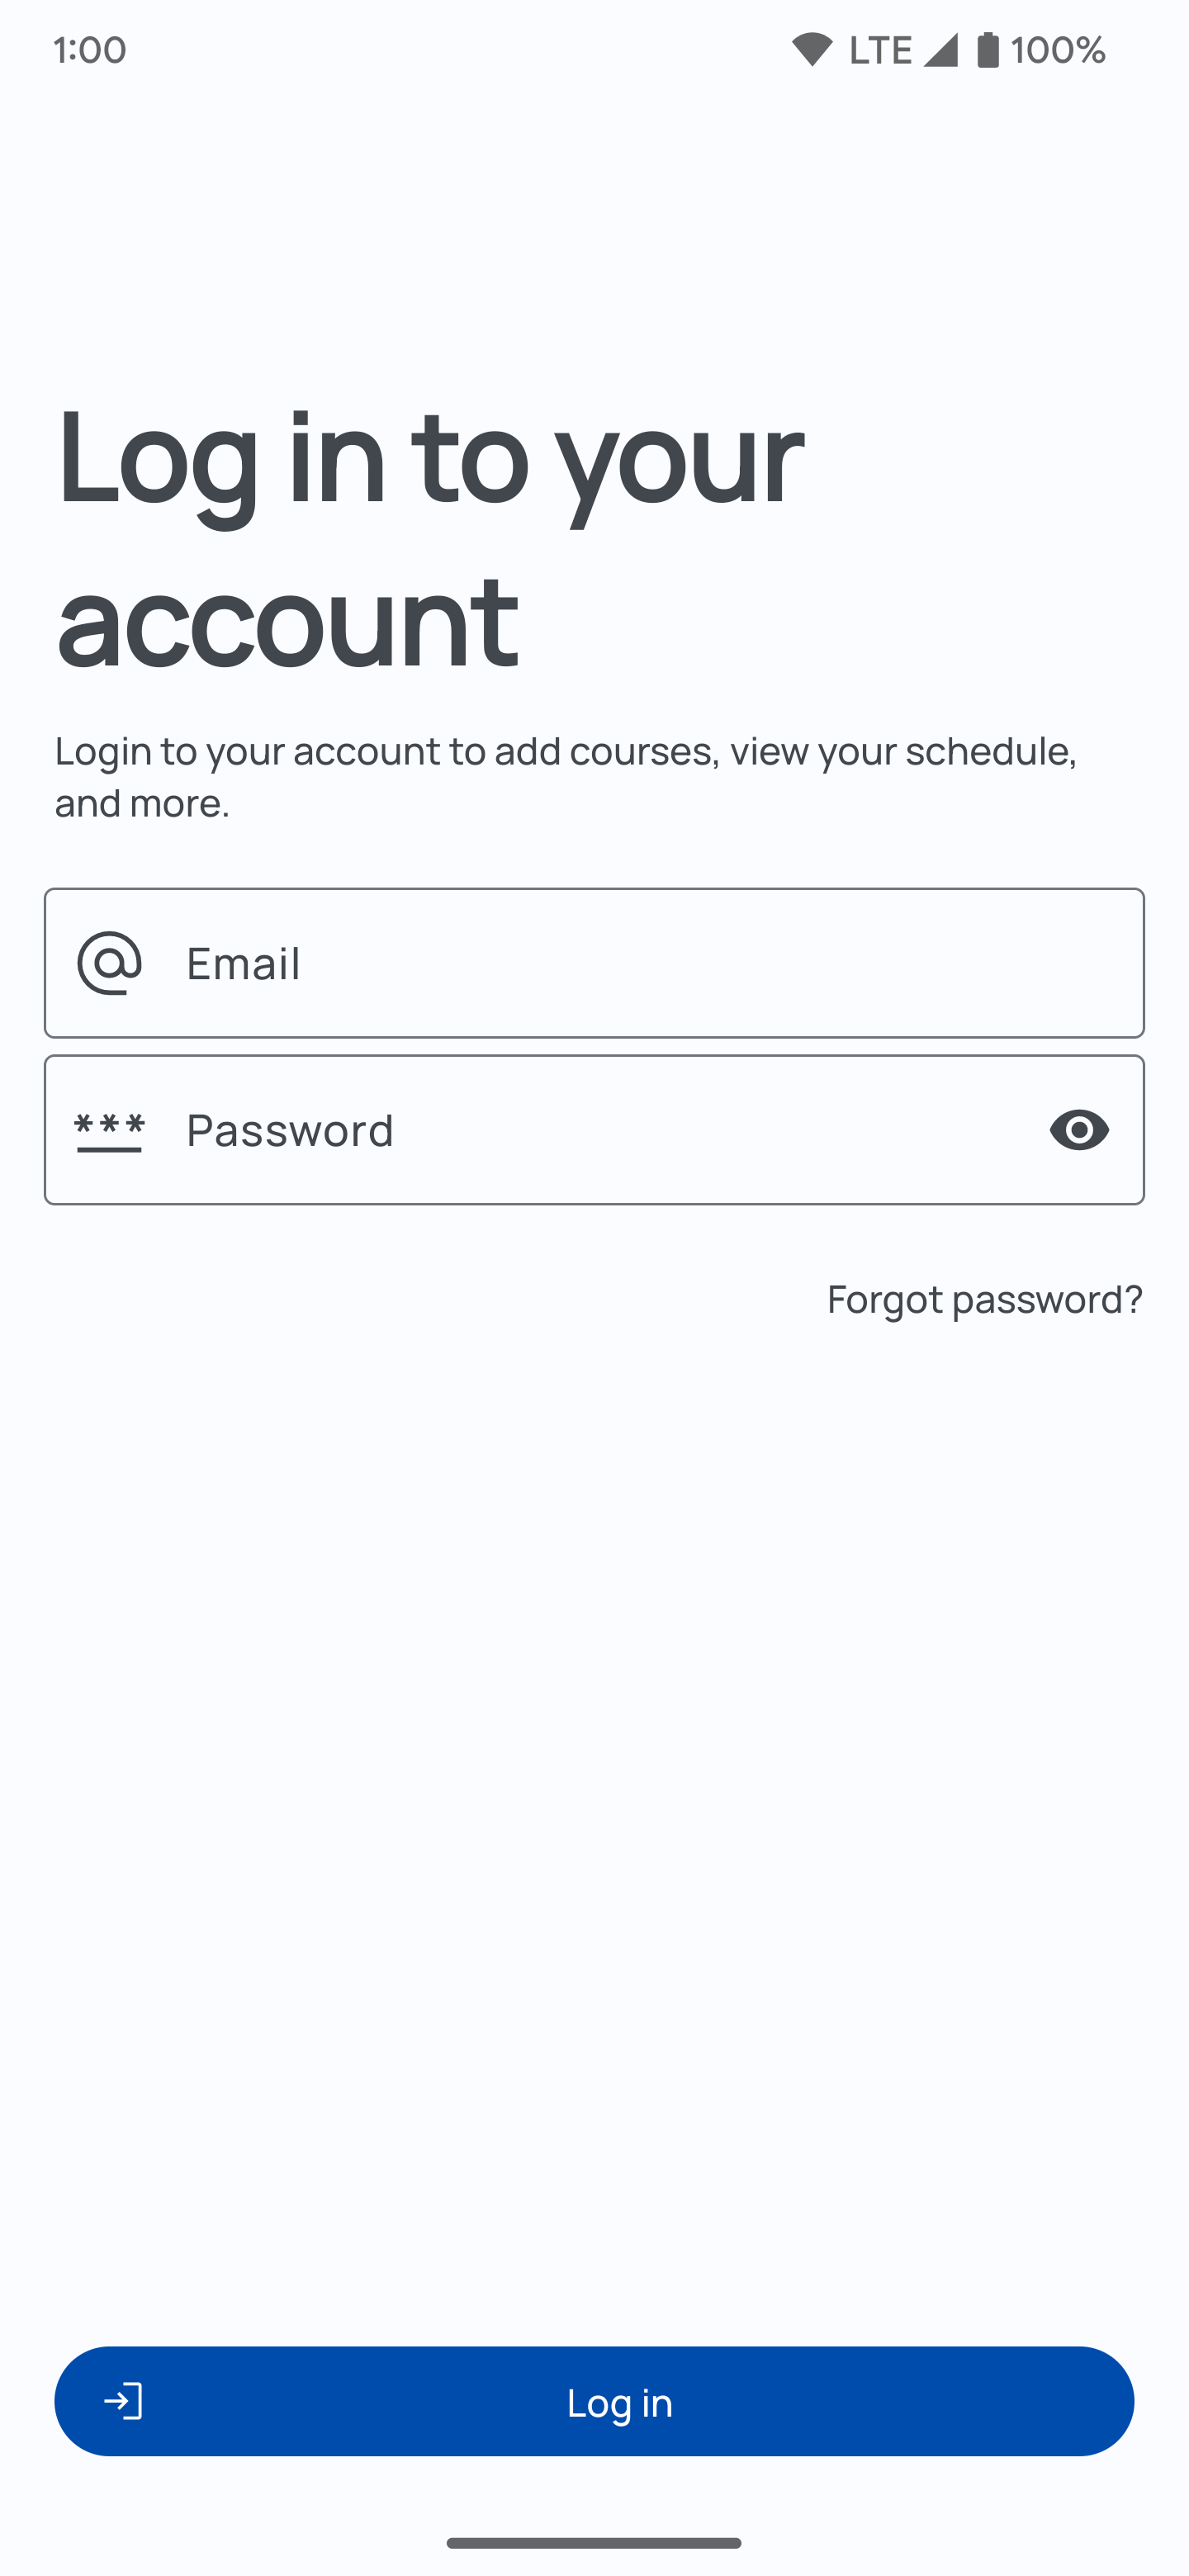 1:00 LTE 100%
Log in to your
account
Login to your account to add courses, view your schedule,
and more.
Email
*** Password
Forgot password?
Log in